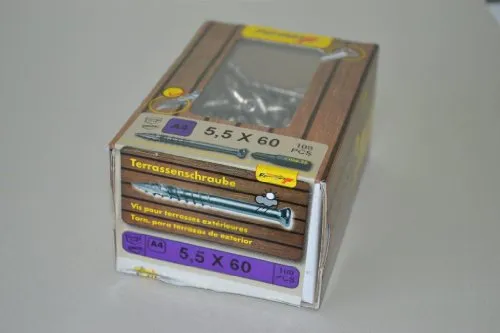 A4
5,5 X 60
100
PCS
Terrassenschraube
Vis pour terrasses extérieures
Torn. para terrazas de exterior
A4
5,5 X 60
100
PCS